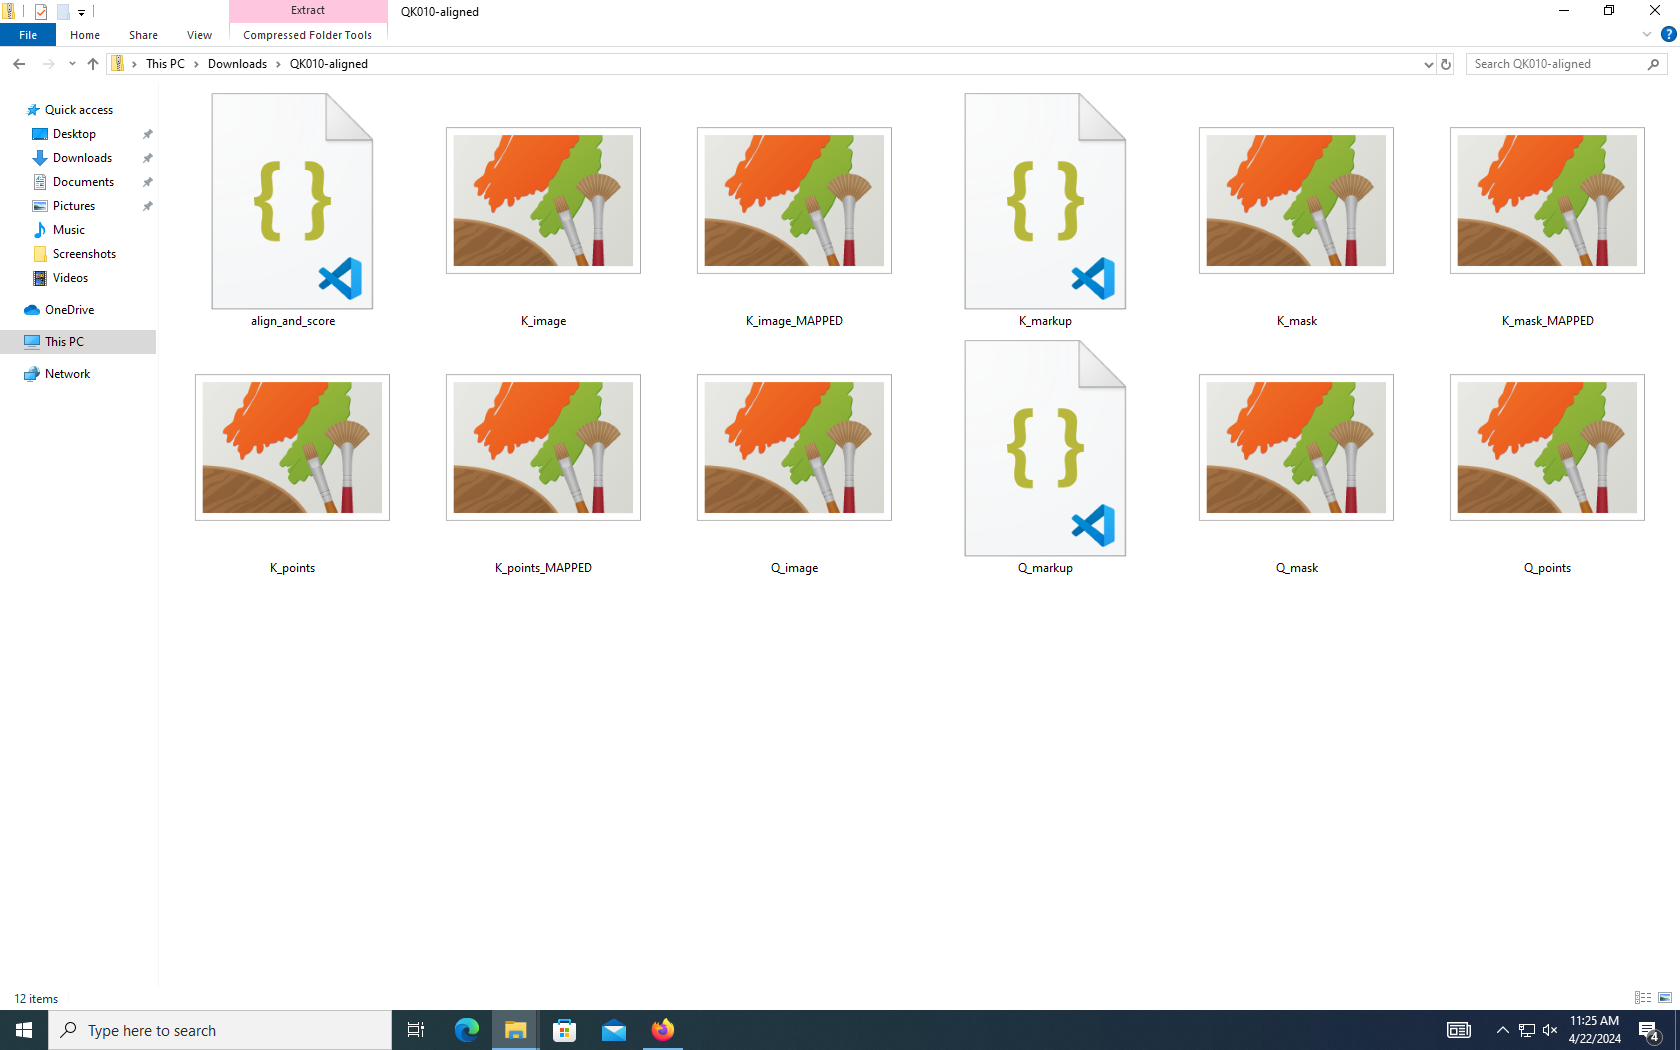 Extract
QK010-aligned
File
Home
Share
View
Compressed Folder Tools
This PC
Downloads
QK010-aligned
Search QK010-aligned
Quick access
Desktop
Downloads
Documents
Pictures
Music
Screenshots
Videos
OneDrive
This PC
Network
align_and_score
K_image
K_image_MAPPED
K_markup
K_mask
K_mask_MAPPED
K_points
K_points_MAPPED
Q_image
Q_markup
Q_mask
Q_points
12 items
Type here to search
11:25 AM
4/22/2024
4